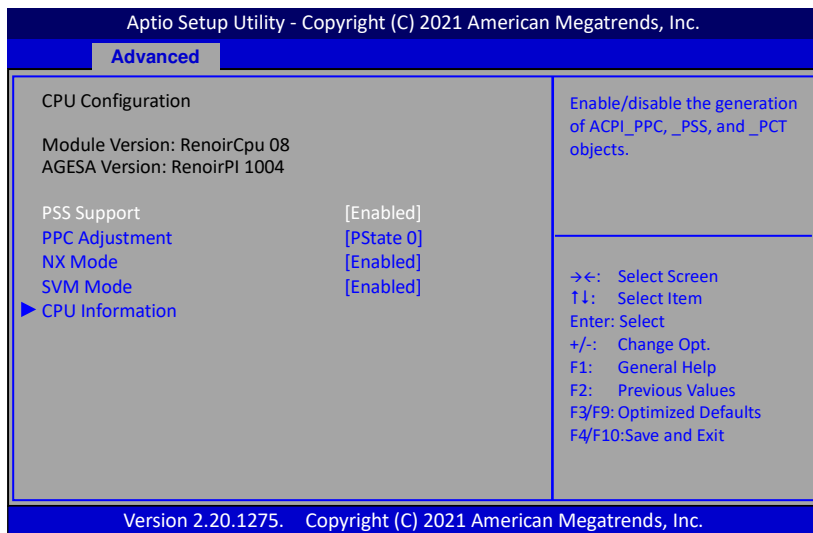 Aptio Setup Utility - Copyright (C) 2021 American Megatrends, Inc.
Advanced
CPU Configuration
Module Version: RenoirCpu 08
AGESA Version: RenoirPI 1004
PSS Support [Enabled]
PPC Adjustment [PState 0]
NX Mode [Enabled]
SVM Mode [Enabled]
CPU Information
Enable/disable the generation
of ACPI_PPC, _PSS, and _PCT
objects.
→←: Select Screen
↑↓: Select Item
Enter: Select
+/-: Change Opt.
F1: General Help
F2: Previous Values
F3/F9: Optimized Defaults
F4/F10:Save and Exit
Version 2.20.1275. Copyright (C) 2021 American Megatrends, Inc.